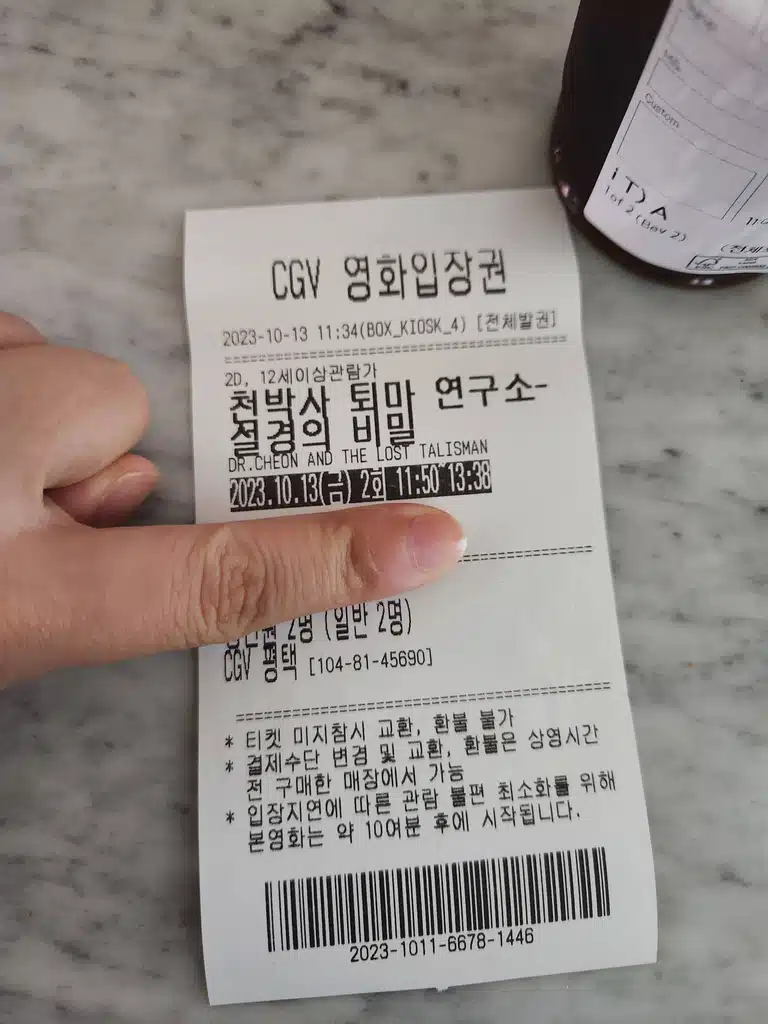 CGV 영화입장권
2023-10-13 11:34(BOX_KIOSK_4) [전체발권]
2D, 12세이상관람가
천박사 퇴마 연구소-
설경의 비밀
DR.CHEON AND THE LOST TALISMAN
2023.10.13(금) 2회 11:50~13:38
2명 (일반 2명)
CGV 평택 [104-81-45690]
* 티켓 미지참시 교환, 환불 불가
* 결제수단 변경 및 교환, 환불은 상영시간
전 구매한 매장에서 가능
* 입장지연에 따른 관람 불편 최소화를 위해
본영화는 약 10여분 후에 시작됩니다.
2023-1011-6678-1446
Milk
Custom
i T) A
1 of 2 (Bev 2)